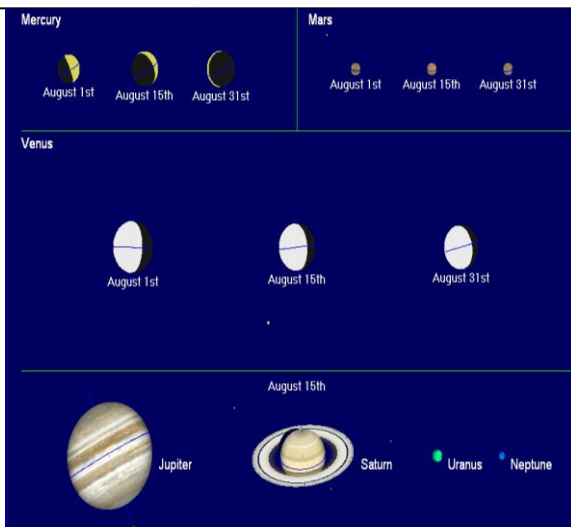 Mercury
August 1st
August 15th
August 31st
Mars
August 1st
August 15th
August 31st
Venus
August 1st
August 15th
August 31st
August 15th
Jupiter
Saturn
Uranus
Neptune